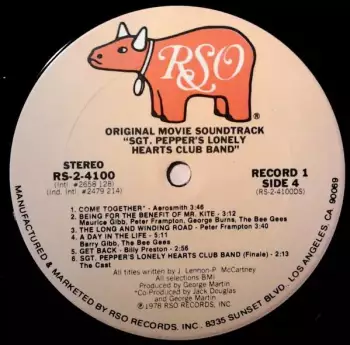 RSO
®
ORIGINAL MOVIE SOUNDTRACK
"SGT. PEPPER'S LONELY
HEARTS CLUB BAND"
STEREO
RS-2-4100
(Intl. #2658 128)
(Ind. Intl #2479 214)
RECORD 1
SIDE 4
(RS-2-4100DS)
1. COME TOGETHER* - Aerosmith 3:46
2. BEING FOR THE BENEFIT OF MR. KITE - 3:12
Maurice Gibb, Peter Frampton, George Burns, The Bee Gees
3. THE LONG AND WINDING ROAD - Peter Frampton 3:40
4. A DAY IN THE LIFE - 5:11
Barry Gibb, The Bee Gees
5. GET BACK - Billy Preston - 2:56
6. SGT. PEPPER'S LONELY HEARTS CLUB BAND (Finale) - 2:13
The Cast
All titles written by J. Lennon-P. McCartney
All selections BMI
Produced by George Martin
*Co-Produced by Jack Douglas
and George Martin
℗1978 RSO RECORDS, INC.
MANUFACTURED & MARKETED BY RSO RECORDS, INC. 8335 SUNSET BLVD. LOS ANGELES, CA. 90069